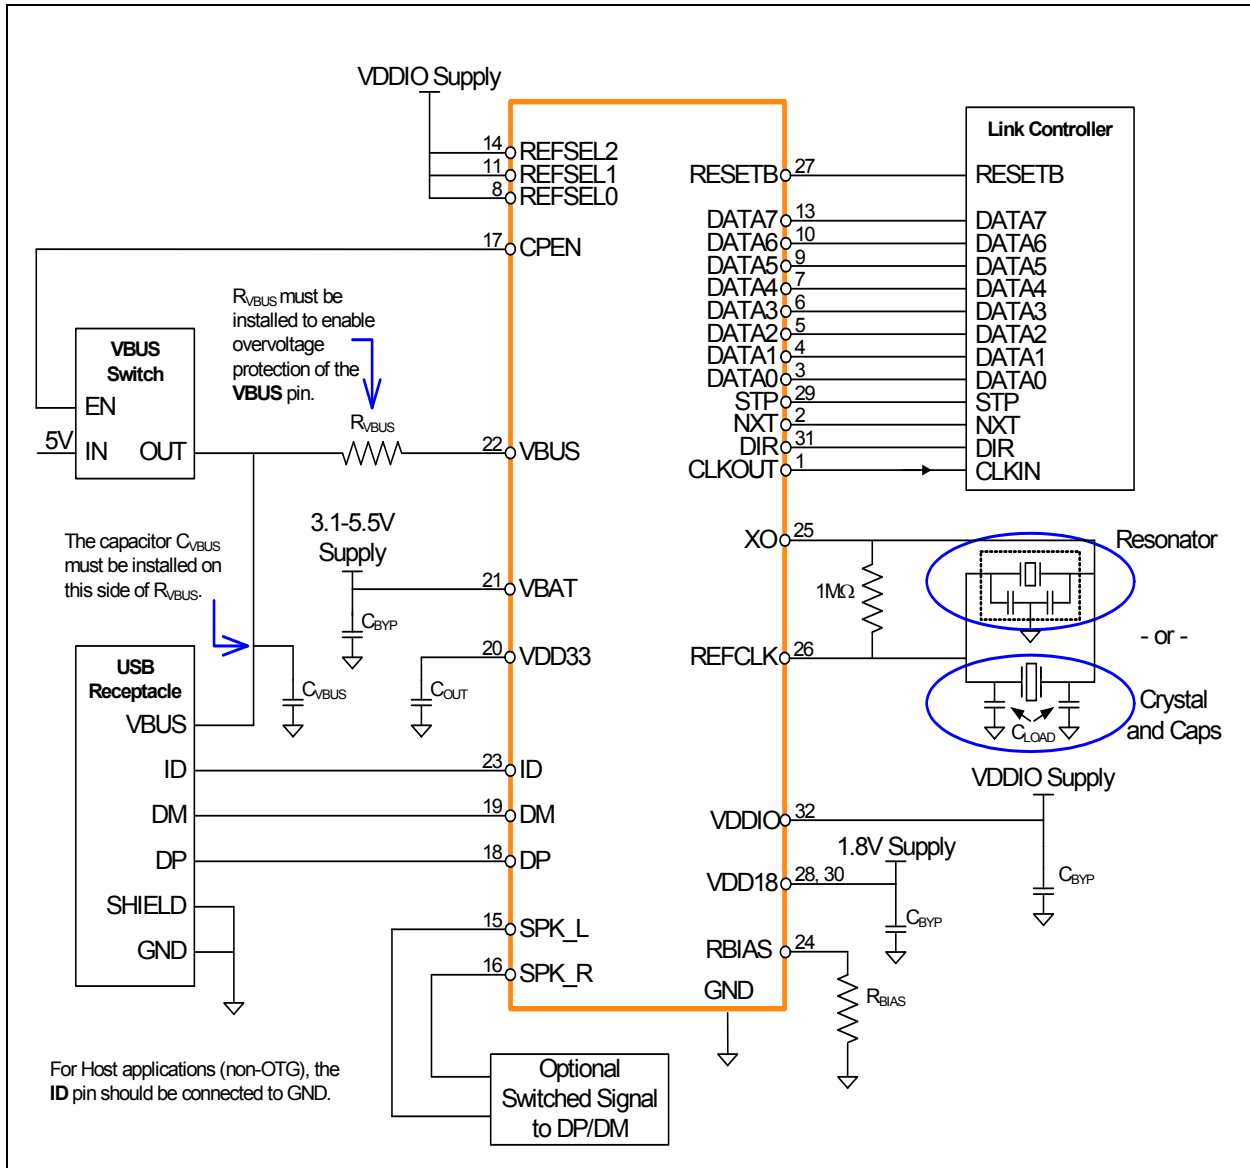 VDDIO Supply
14
REFSEL2
11
REFSEL1
8
REFSEL0
17
CPEN
RVBUS must be
installed to enable
overvoltage
protection of the
VBUS pin.
VBUS
Switch
EN
5V
IN
OUT
RVBUS
22
VBUS
The capacitor CVBUS
must be installed on
this side of RVBUS.
3.1-5.5V
Supply
21
VBAT
CBYP
20
VDD33
COUT
CVBUS
USB
Receptacle
VBUS
ID
23
ID
DM
19
DM
DP
18
DP
SHIELD
GND
15
SPK_L
16
SPK_R
GND
Optional
Switched Signal
to DP/DM
For Host applications (non-OTG), the
ID pin should be connected to GND.
Link Controller
RESETB
27
RESETB
DATA7
13
DATA7
DATA6
10
DATA6
DATA5
9
DATA5
DATA4
7
DATA4
DATA3
6
DATA3
DATA2
5
DATA2
DATA1
4
DATA1
DATA0
3
DATA0
STP
29
STP
NXT
2
NXT
DIR
31
DIR
CLKOUT
1
CLKIN
XO
25
Resonator
1MΩ
- or -
REFCLK
26
Crystal
and Caps
CLOAD
VDDIO Supply
VDDIO
32
CBYP
1.8V Supply
VDD18
28, 30
CBYP
RBIAS
24
RBIAS